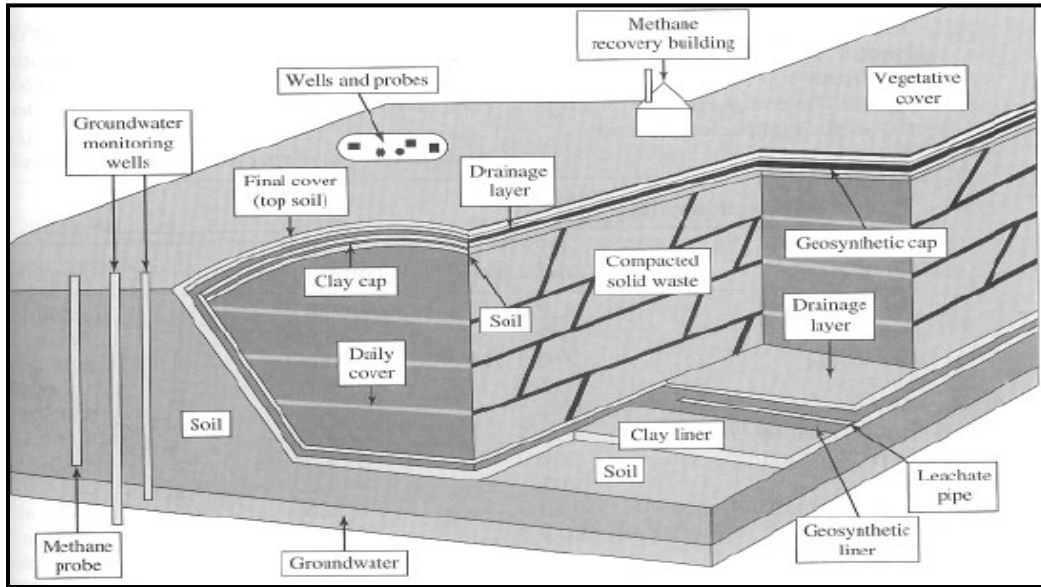 Methane
recovery building
Wells and probes
Vegetative
cover
Groundwater
monitoring
wells
Final cover
(top soil)
Drainage
layer
Geosynthetic cap
Clay cap
Compacted
solid waste
Soil
Drainage
layer
Daily
cover
Soil
Clay liner
Soil
Leachate
pipe
Geosynthetic
liner
Methane
probe
Groundwater